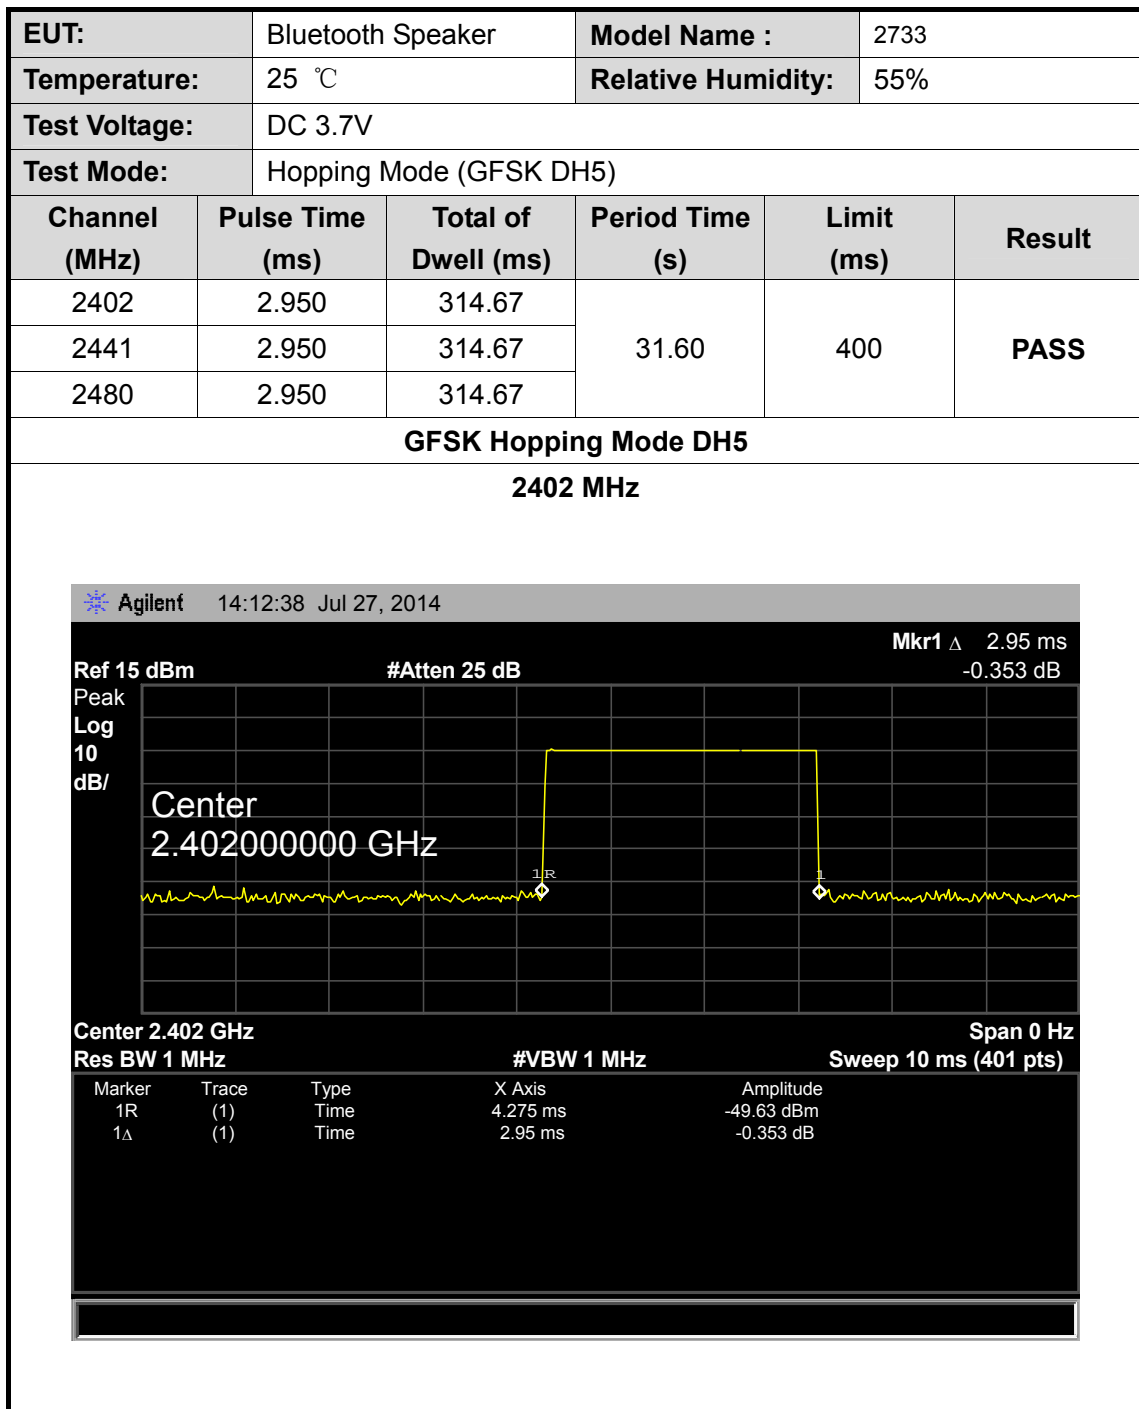 EUT: Bluetooth Speaker Model Name : 2733
Temperature: 25 ℃ Relative Humidity: 55%
Test Voltage: DC 3.7V
Test Mode: Hopping Mode (GFSK DH5)
Channel (MHz) Pulse Time (ms) Total of Dwell (ms) Period Time (s) Limit (ms) Result
2402 2.950 314.67
2441 2.950 314.67 31.60 400 PASS
2480 2.950 314.67
GFSK Hopping Mode DH5
2402 MHz
Agilent 14:12:38 Jul 27, 2014
Mkr1 Δ 2.95 ms
Ref 15 dBm #Atten 25 dB -0.353 dB
Peak
Log
10
dB/
Center
2.402000000 GHz
1R 1
Center 2.402 GHz Span 0 Hz
Res BW 1 MHz #VBW 1 MHz Sweep 10 ms (401 pts)
Marker Trace Type X Axis Amplitude
1R (1) Time 4.275 ms -49.63 dBm
1Δ (1) Time 2.95 ms -0.353 dB